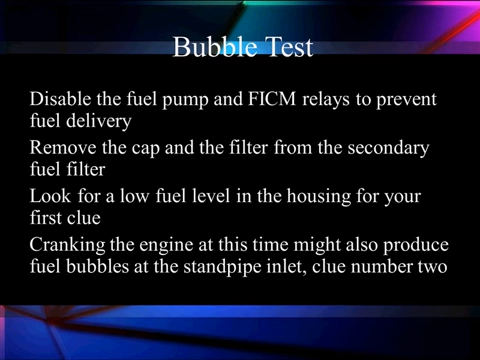 Bubble Test
Disable the fuel pump and FICM relays to prevent
fuel delivery
Remove the cap and the filter from the secondary
fuel filter
Look for a low fuel level in the housing for your
first clue
Cranking the engine at this time might also produce
fuel bubbles at the standpipe inlet, clue number two